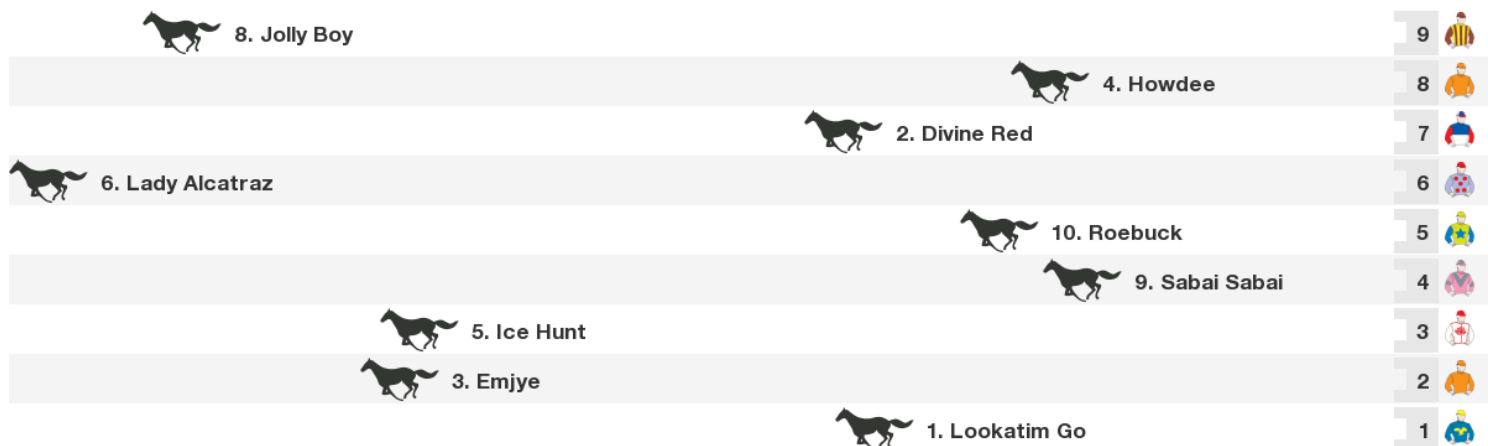 8. Jolly Boy 9
4. Howdee 8
2. Divine Red 7
6. Lady Alcatraz 6
10. Roebuck 5
9. Sabai Sabai 4
5. Ice Hunt 3
3. Emjye 2
1. Lookatim Go 1